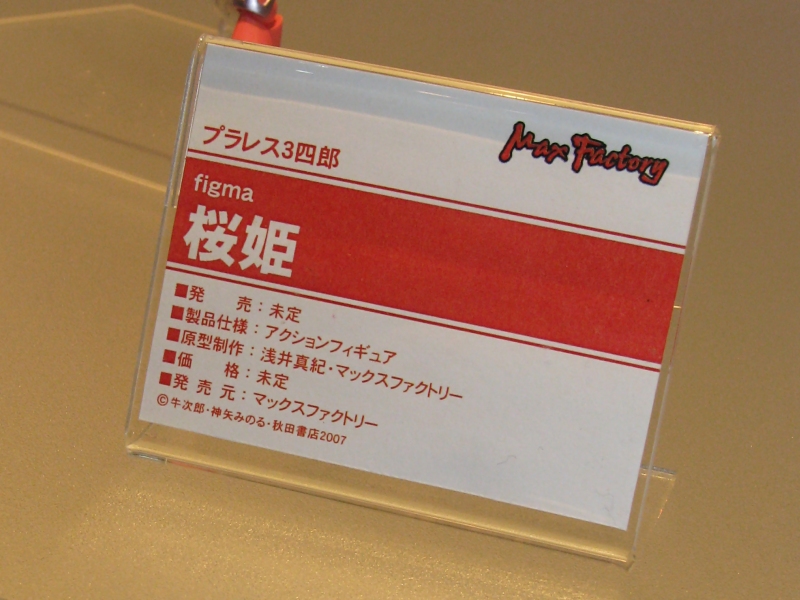 Max Factory
プラレス3四郎
figma
桜姫
■発　売：未定
■製品仕様：アクションフィギュア
■原型制作：浅井真紀・マックスファクトリー
■価　格：未定
■発売元：マックスファクトリー
©牛次郎・神矢みのる・秋田書店2007